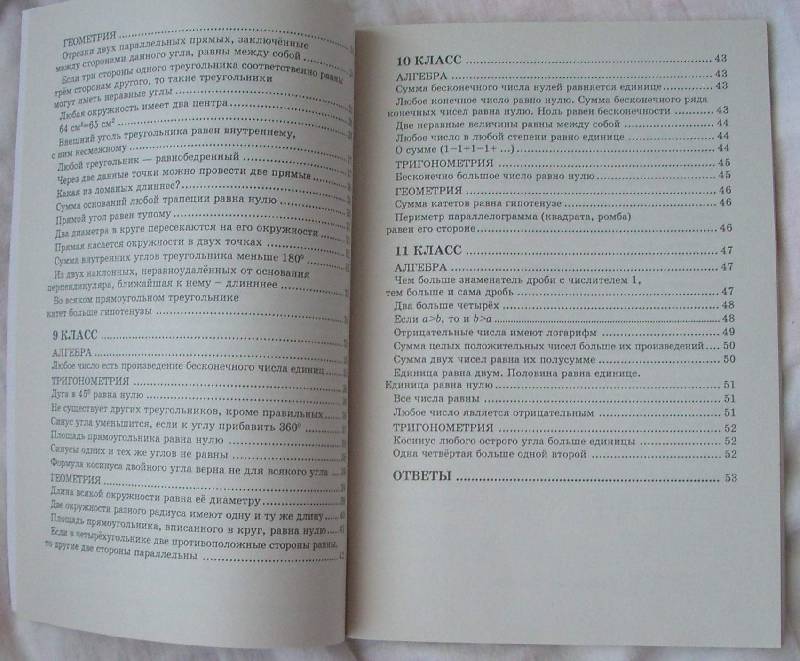 ГЕОМЕТРИЯ
Отрезки двух параллельных прямых, заключённые
между сторонами данного угла, равны между собой
Если три стороны одного треугольника соответственно равны
трём сторонам другого, то такие треугольники
могут иметь неравные углы
Любая окружность имеет два центра
64 см²=65 см²
Внешний угол треугольника равен внутреннему,
с ним несмежному
Любой треугольник — равнобедренный
Через две данные точки можно провести две прямые
Какая из ломаных длиннее?
Сумма оснований любой трапеции равна нулю
Прямой угол равен тупому
Два диаметра в круге пересекаются на его окружности
Прямая касается окружности в двух точках
Сумма внутренних углов треугольника меньше 180⁰
Из двух наклонных, неравноудалённых от основания
перпендикуляра, ближайшая к нему — длинннее
Во всяком прямоугольном треугольнике
катет больше гипотенузы
9 КЛАСС
АЛГЕБРА
Любое число есть произведение бесконечного числа единиц
ТРИГОНОМЕТРИЯ
Дуга в 45⁰ равна нулю
Не существует других треугольников, кроме правильных
Синус угла уменьшится, если к углу прибавить 360⁰
Площадь прямоугольника равна нулю
Синусы одних и тех же углов не равны
Формула косинуса двойного угла верна не для всякого угла
ГЕОМЕТРИЯ
Длина всякой окружности равна её диаметру
Две окружности разного радиуса имеют одну и ту же длину 40
Площадь прямоугольника, вписанного в круг, равна нулю 41
Если в четырёхугольнике две противоположные стороны равны,
то другие две стороны параллельны 42
10 КЛАСС 43
АЛГЕБРА 43
Сумма бесконечного числа нулей равняется единице 43
Любое конечное число равно нулю. Сумма бесконечного ряда
конечных чисел равна нулю. Ноль равен бесконечности 43
Две неравные величины равны между собой 44
Любое число в любой степени равно единице 44
О сумме (1−1+1−1+ ...) 44
ТРИГОНОМЕТРИЯ 45
Бесконечно большое число равно нулю 45
ГЕОМЕТРИЯ 46
Сумма катетов равна гипотенузе 46
Периметр параллелограмма (квадрата, ромба)
равен его стороне 46
11 КЛАСС 47
АЛГЕБРА 47
Чем больше знаменатель дроби с числителем 1,
тем больше и сама дробь 47
Два больше четырёх 48
Если a>b, то и b>a 48
Отрицательные числа имеют логарифм 49
Сумма целых положительных чисел больше их произведений 50
Сумма двух чисел равна их полусумме 50
Единица равна двум. Половина равна единице.
Единица равна нулю 51
Все числа равны 51
Любое число является отрицательным 51
ТРИГОНОМЕТРИЯ 52
Косинус любого острого угла больше единицы 52
Одна четвёртая больше одной второй 52
ОТВЕТЫ 53